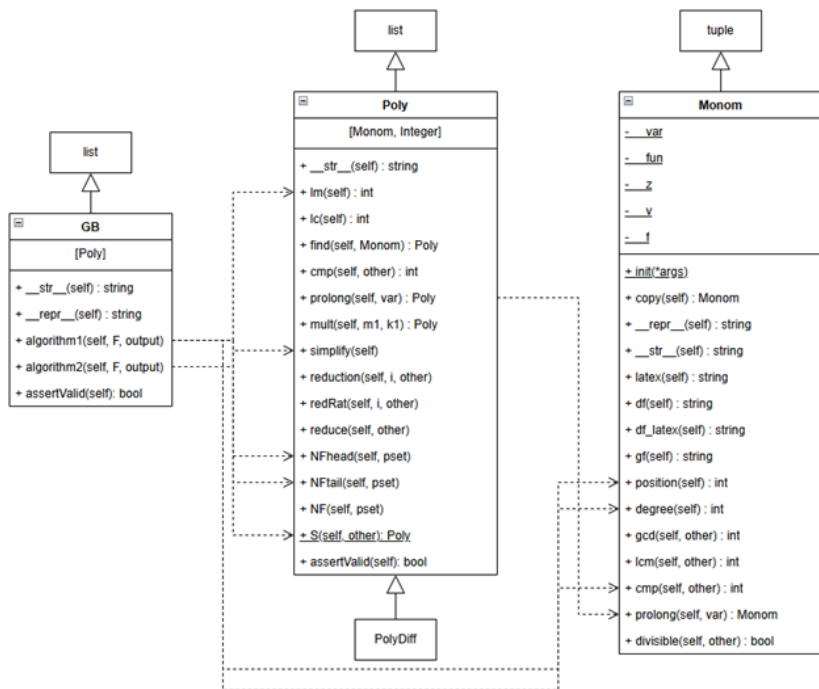 list
GB
[Poly]
+ __str__(self) : string
+ __repr__(self) : string
+ algorithm1(self, F, output)
+ algorithm2(self, F, output)
+ assertValid(self): bool
list
Poly
[Monom, Integer]
+ __str__(self) : string
+ lm(self) : int
+ lc(self) : int
+ find(self, Monom) : Poly
+ cmp(self, other) : int
+ prolong(self, var) : Poly
+ mult(self, m1, k1) : Poly
+ simplify(self)
+ reduction(self, i, other)
+ redRat(self, i, other)
+ reduce(self, other)
+ NFhead(self, pset)
+ NFtail(self, pset)
+ NF(self, pset)
+ S(self, other): Poly
+ assertValid(self): bool
PolyDiff
tuple
Monom
- __var
- __fun
- __z
- __v
- __f
+ init(*args)
+ copy(self) : Monom
+ __repr__(self) : string
+ __str__(self) : string
+ latex(self) : string
+ df(self) : string
+ df_latex(self) : string
+ gf(self) : string
+ position(self) : int
+ degree(self) : int
+ gcd(self, other) : int
+ lcm(self, other) : int
+ cmp(self, other) : int
+ prolong(self, var) : Monom
+ divisible(self, other) : bool